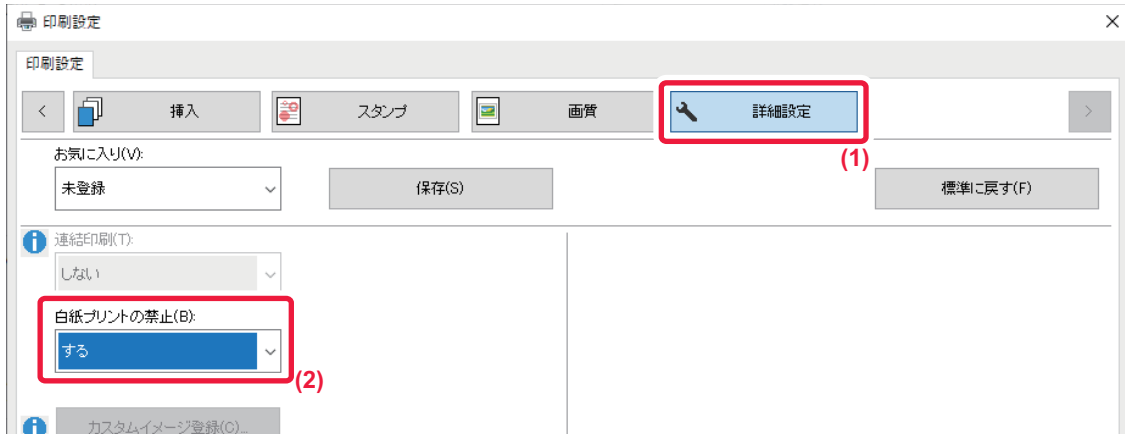 印刷設定
印刷設定
挿入
スタンプ
画質
詳細設定
(1)
お気に入り(V):
未登録
保存(S)
標準に戻す(F)
連結印刷(T):
しない
白紙プリントの禁止(B):
する
(2)
カスタムイメージ登録(C)...